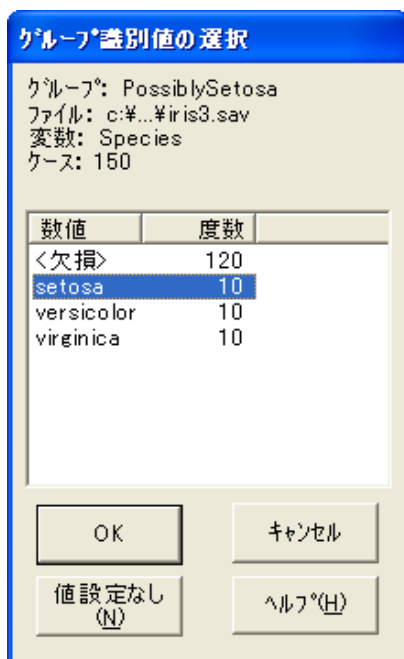 ｸﾞﾙｰﾌﾟ識別値の選択
ｸﾞﾙｰﾌﾟ: PossiblySetosa
ﾌｧｲﾙ: c:¥...¥iris3.sav
変数: Species
ｹｰｽ: 150
数値 度数
<欠損> 120
setosa 10
versicolor 10
virginica 10
OK ｷｬﾝｾﾙ
値設定なし
(N)
ﾍﾙﾌﾟ(H)